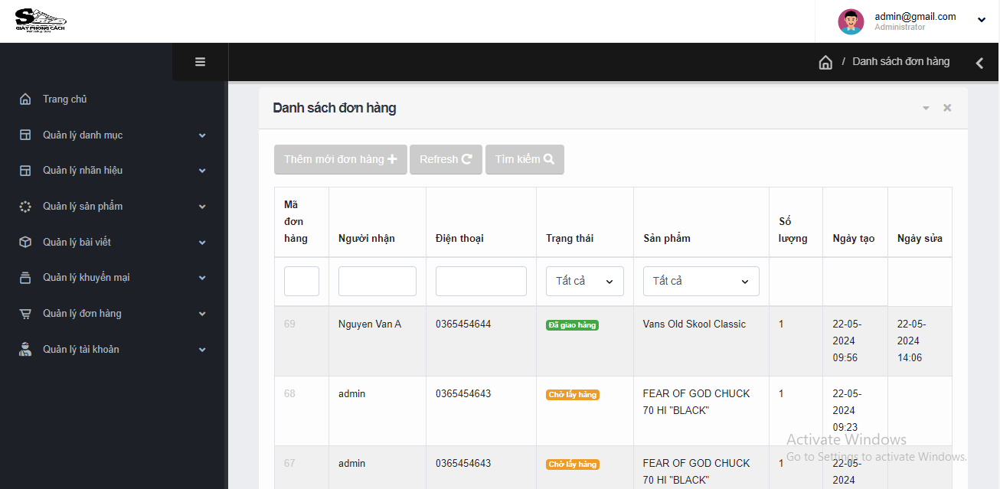 S
GIÀY PHONG CÁCH
admin@gmail.com
Administrator
/ Danh sách đơn hàng
Trang chủ
Quản lý danh mục
Quản lý nhãn hiệu
Quản lý sản phẩm
Quản lý bài viết
Quản lý khuyến mại
Quản lý đơn hàng
Quản lý tài khoản
Danh sách đơn hàng
Thêm mới đơn hàng
Refresh
Tìm kiếm
Mã đơn hàng
Người nhận
Điện thoại
Trạng thái
Sản phẩm
Số lượng
Ngày tạo
Ngày sửa
Tất cả
Tất cả
69
Nguyen Van A
0365454644
Đã giao hàng
Vans Old Skool Classic
1
22-05-
2024
09:56
22-05-
2024
14:06
68
admin
0365454643
Chờ lấy hàng
FEAR OF GOD CHUCK
70 HI "BLACK"
1
22-05-
2024
09:23
67
admin
0365454643
Chờ lấy hàng
FEAR OF GOD CHUCK
70 HI "BLACK"
1
22-05-
2024
Activate Windows
Go to Settings to activate Windows.